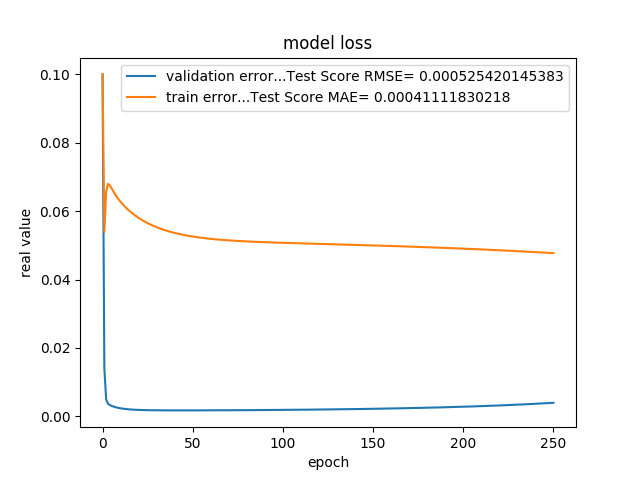 model loss
validation error...Test Score RMSE= 0.000525420145383
train error...Test Score MAE= 0.00041111830218
0.10
0.08
0.06
0.04
0.02
0.00
real value
0 50 100 150 200 250
epoch